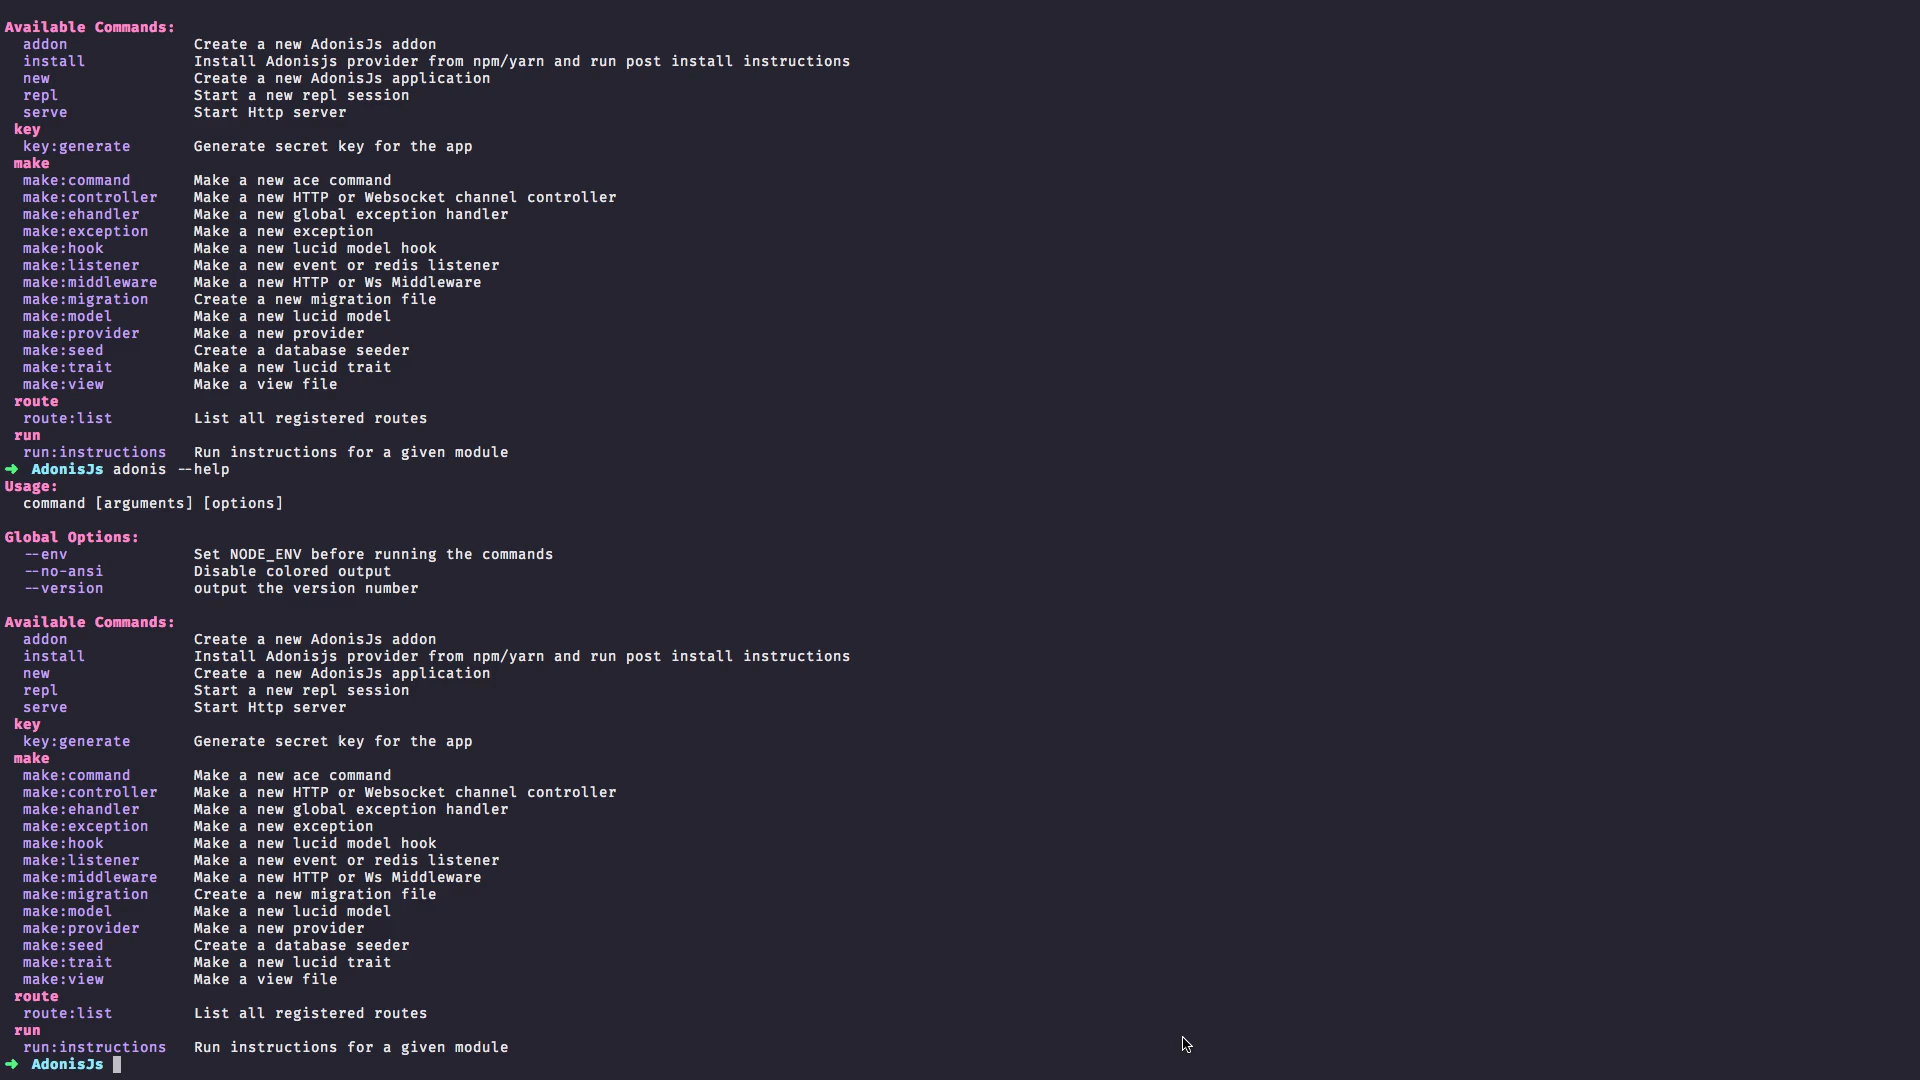 Available Commands:
addon Create a new AdonisJs addon
install Install Adonisjs provider from npm/yarn and run post install instructions
new Create a new AdonisJs application
repl Start a new repl session
serve Start Http server
key
key:generate Generate secret key for the app
make
make:command Make a new ace command
make:controller Make a new HTTP or Websocket channel controller
make:ehandler Make a new global exception handler
make:exception Make a new exception
make:hook Make a new lucid model hook
make:listener Make a new event or redis listener
make:middleware Make a new HTTP or Ws Middleware
make:migration Create a new migration file
make:model Make a new lucid model
make:provider Make a new provider
make:seed Create a database seeder
make:trait Make a new lucid trait
make:view Make a view file
route
route:list List all registered routes
run
run:instructions Run instructions for a given module
➜ AdonisJs adonis --help
Usage:
command [arguments] [options]
Global Options:
--env Set NODE_ENV before running the commands
--no-ansi Disable colored output
--version output the version number
Available Commands:
addon Create a new AdonisJs addon
install Install Adonisjs provider from npm/yarn and run post install instructions
new Create a new AdonisJs application
repl Start a new repl session
serve Start Http server
key
key:generate Generate secret key for the app
make
make:command Make a new ace command
make:controller Make a new HTTP or Websocket channel controller
make:ehandler Make a new global exception handler
make:exception Make a new exception
make:hook Make a new lucid model hook
make:listener Make a new event or redis listener
make:middleware Make a new HTTP or Ws Middleware
make:migration Create a new migration file
make:model Make a new lucid model
make:provider Make a new provider
make:seed Create a database seeder
make:trait Make a new lucid trait
make:view Make a view file
route
route:list List all registered routes
run
run:instructions Run instructions for a given module
➜ AdonisJs